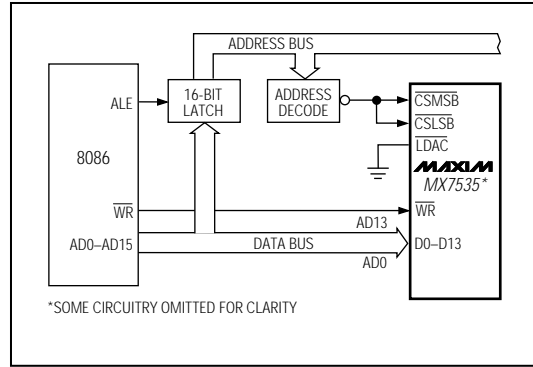 ADDRESS BUS
ALE
16-BIT
LATCH
ADDRESS
DECODE
CSMSB
CSLSB
LDAC
8086
MAXIM
MX7535*
WR
WR
AD13
AD0–AD15
DATA BUS
D0–D13
AD0
*SOME CIRCUITRY OMITTED FOR CLARITY